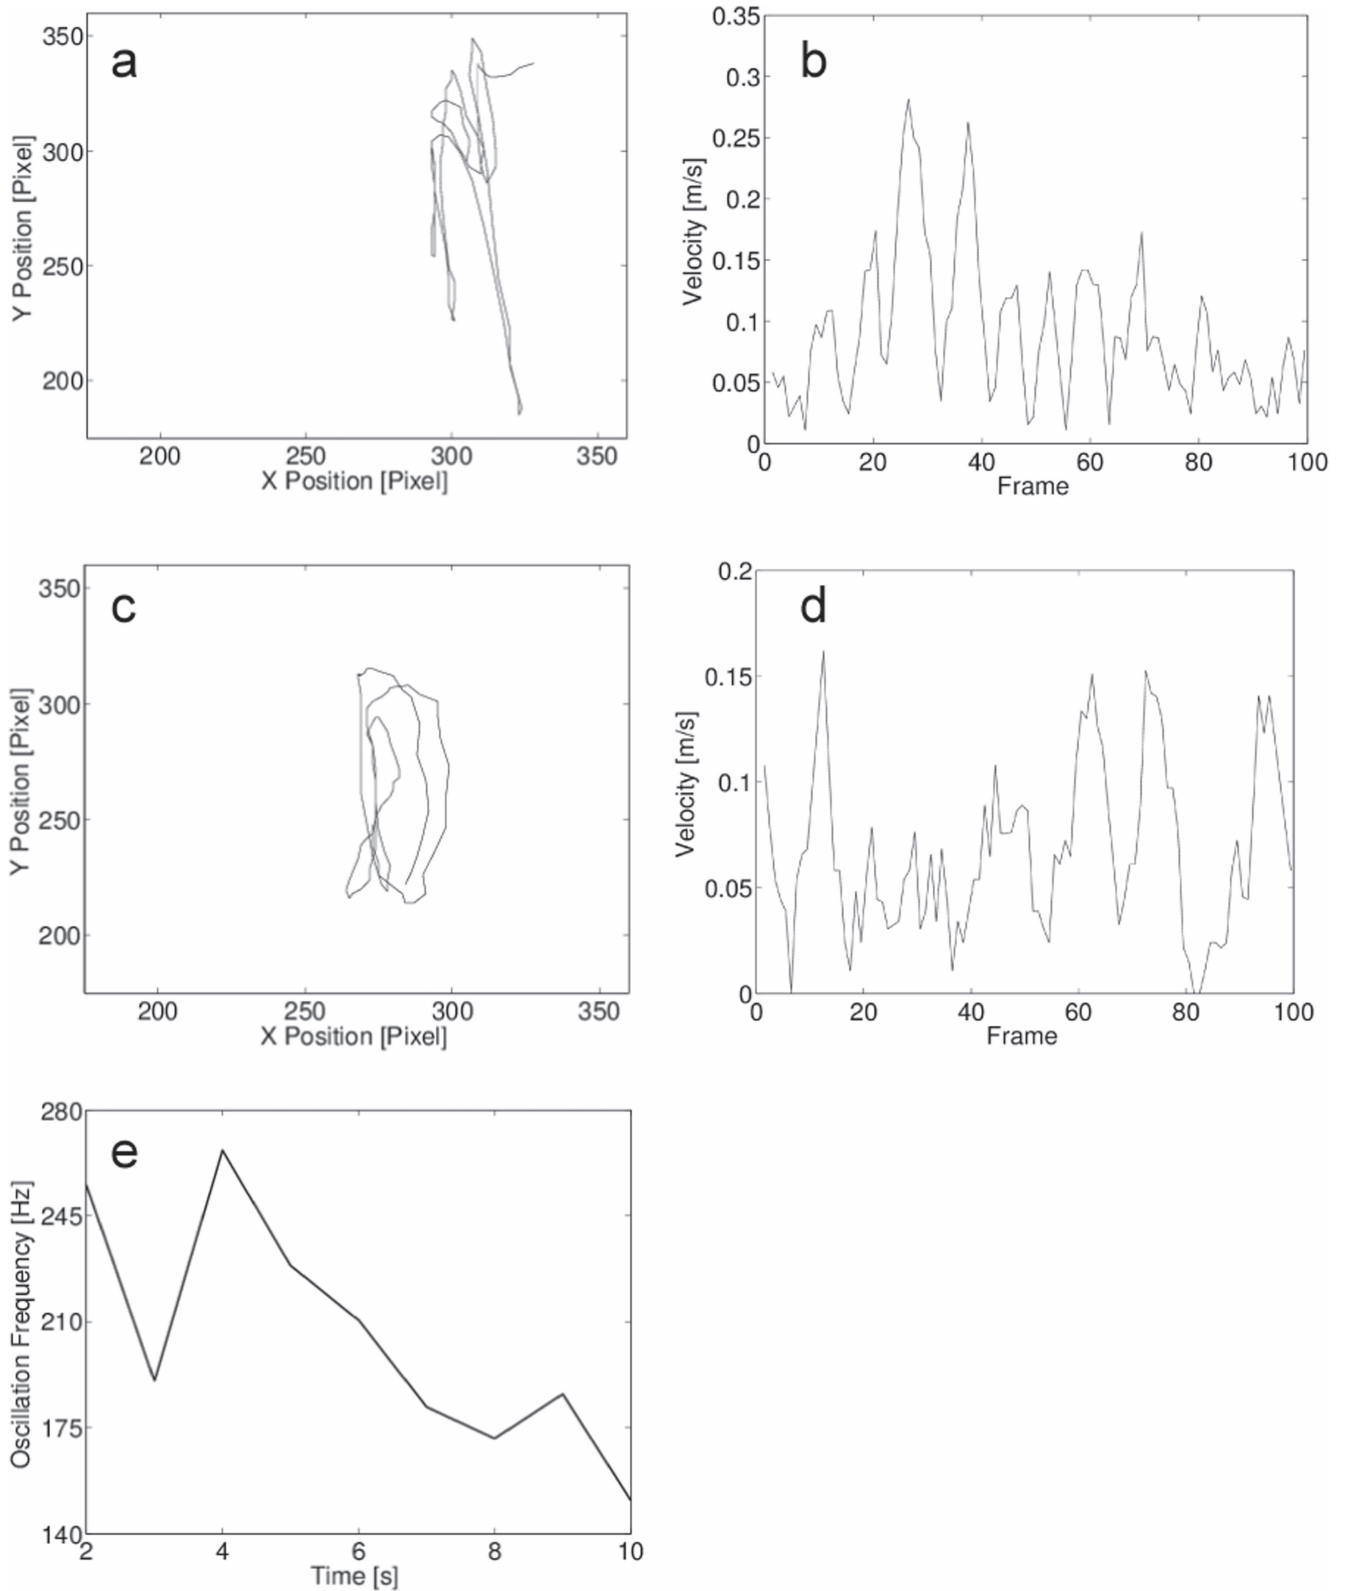 a
350
300
250
200
Y Position [Pixel]
200 250 300 350
X Position [Pixel]
b
0.35
0.3
0.25
0.2
0.15
0.1
0.05
0
Velocity [m/s]
0 20 40 60 80 100
Frame
c
350
300
250
200
Y Position [Pixel]
200 250 300 350
X Position [Pixel]
d
0.2
0.15
0.1
0.05
0
Velocity [m/s]
0 20 40 60 80 100
Frame
e
280
245
210
175
140
Oscillation Frequency [Hz]
2 4 6 8 10
Time [s]